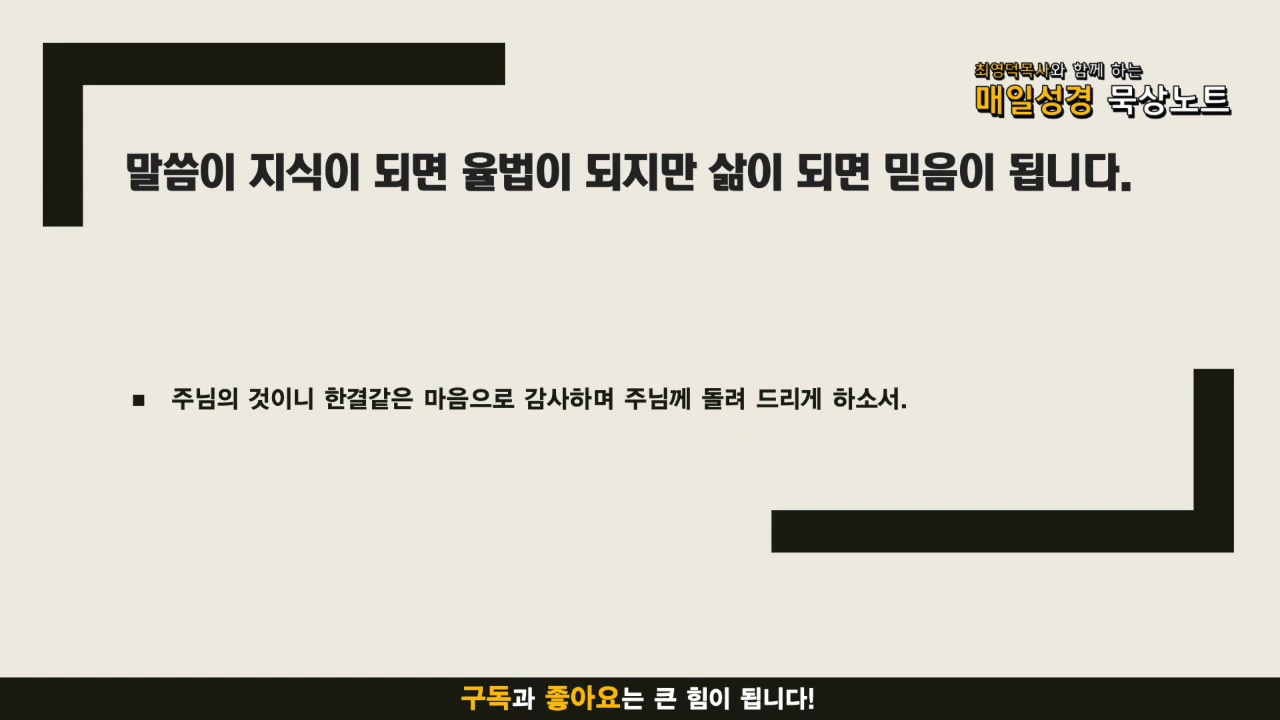 최영덕목사와 함께 하는
매일성경 묵상노트
말씀이 지식이 되면 율법이 되지만 삶이 되면 믿음이 됩니다.
■ 주님의 것이니 한결같은 마음으로 감사하며 주님께 돌려 드리게 하소서.
구독과 좋아요는 큰 힘이 됩니다!